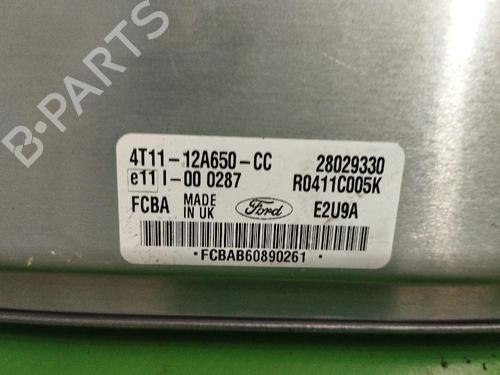 4T11-12A650-CC 28029330
e11 I-00 0287 R0411C005K
FCBA MADE IN UK Ford E2U9A
·FCBAB60890261·
B-PARTS